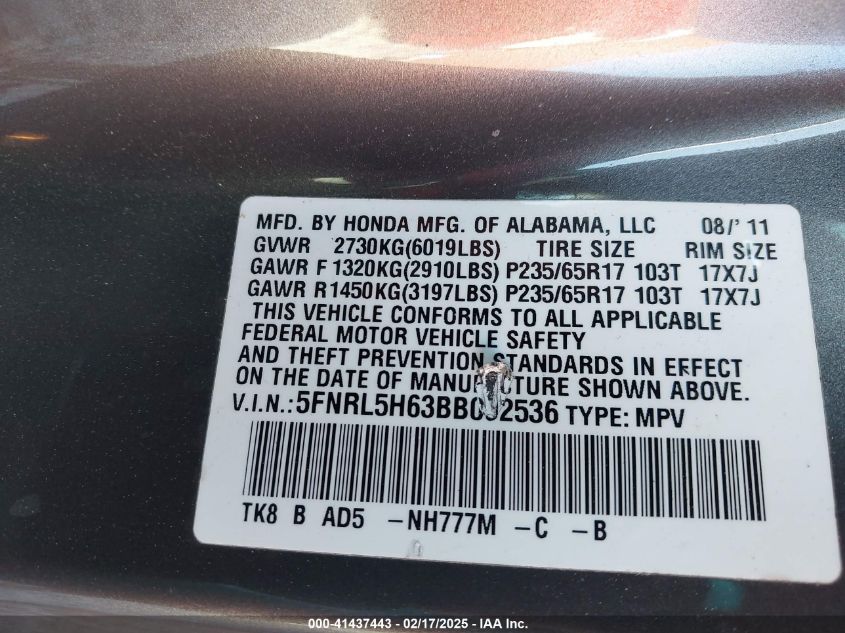 MFD. BY HONDA MFG. OF ALABAMA, LLC 08/' 11
GVWR 2730KG(6019LBS) TIRE SIZE RIM SIZE
GAWR F 1320KG(2910LBS) P235/65R17 103T 17X7J
GAWR R1450KG(3197LBS) P235/65R17 103T 17X7J
THIS VEHICLE CONFORMS TO ALL APPLICABLE
FEDERAL MOTOR VEHICLE SAFETY
AND THEFT PREVENTION STANDARDS IN EFFECT
ON THE DATE OF MANUFACTURE SHOWN ABOVE.
V.I.N.: TYPE: MPV
TK8 B AD5 -NH777M -C -B
000-41437443 - 02/17/2025 - IAA Inc.